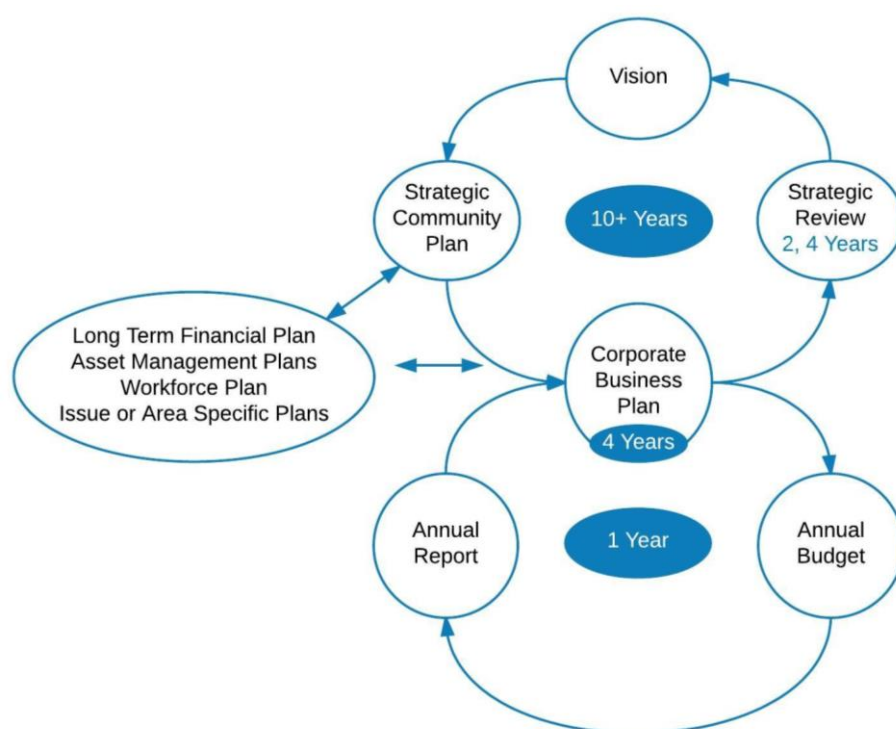 Vision
Strategic
Community
Plan
10+ Years
Strategic
Review
2, 4 Years
Long Term Financial Plan
Asset Management Plans
Workforce Plan
Issue or Area Specific Plans
Corporate
Business
Plan
4 Years
Annual
Report
1 Year
Annual
Budget